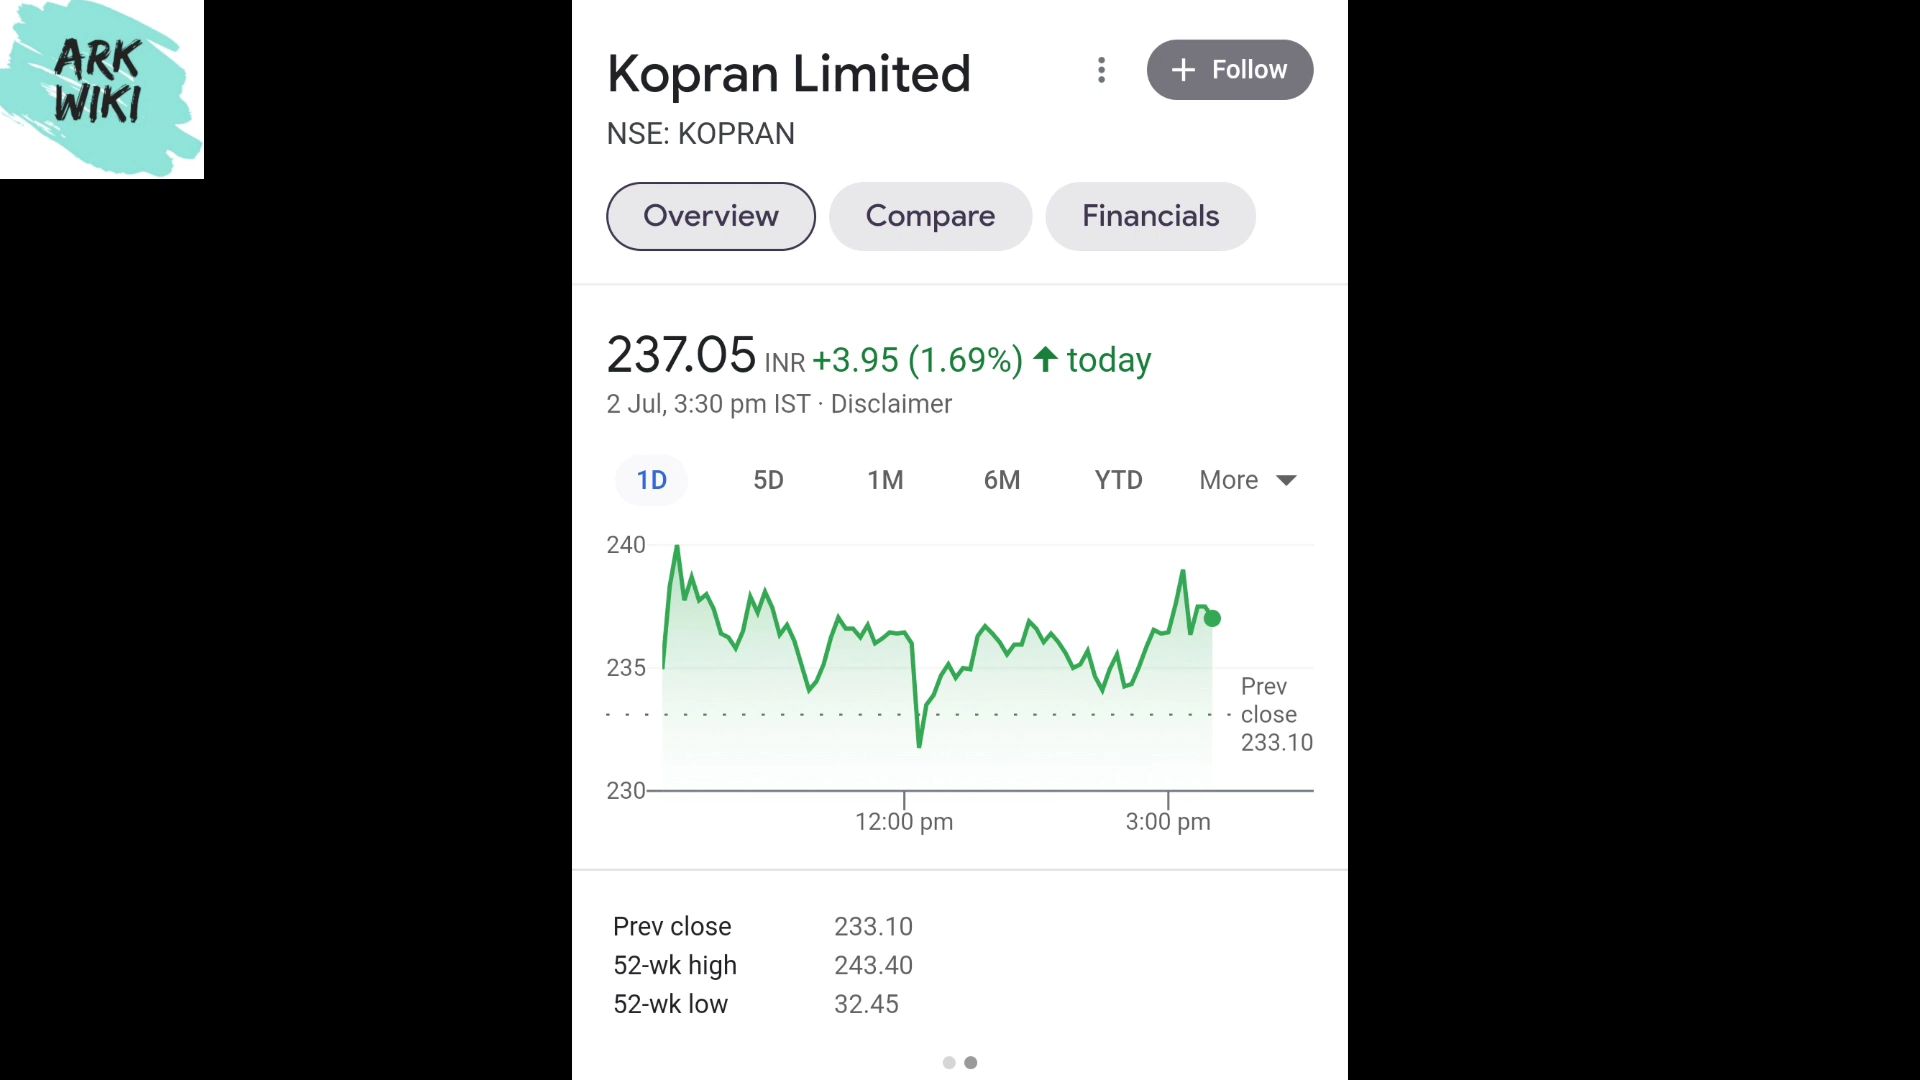 ARK
WIKI
Kopran Limited
+ Follow
NSE: KOPRAN
Overview Compare Financials
237.05 INR +3.95 (1.69%) ↑ today
2 Jul, 3:30 pm IST · Disclaimer
1D 5D 1M 6M YTD More
240
235
Prev
close
233.10
230
12:00 pm 3:00 pm
Prev close 233.10
52-wk high 243.40
52-wk low 32.45